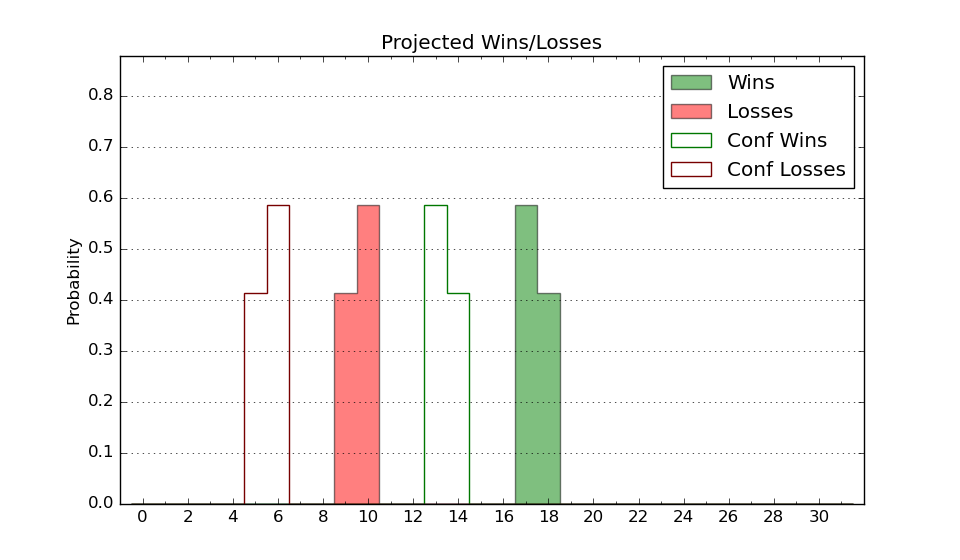 Projected Wins/Losses
Wins
Losses
Conf Wins
Conf Losses
Probability
0.8
0.7
0.6
0.5
0.4
0.3
0.2
0.1
0.0
0 2 4 6 8 10 12 14 16 18 20 22 24 26 28 30